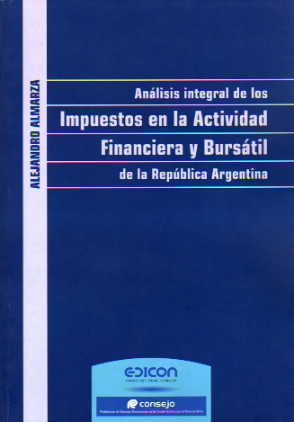 ALEJANDRO ALMARZA
Análisis integral de los
Impuestos en la Actividad
Financiera y Bursátil
de la República Argentina
EDICON
consejo